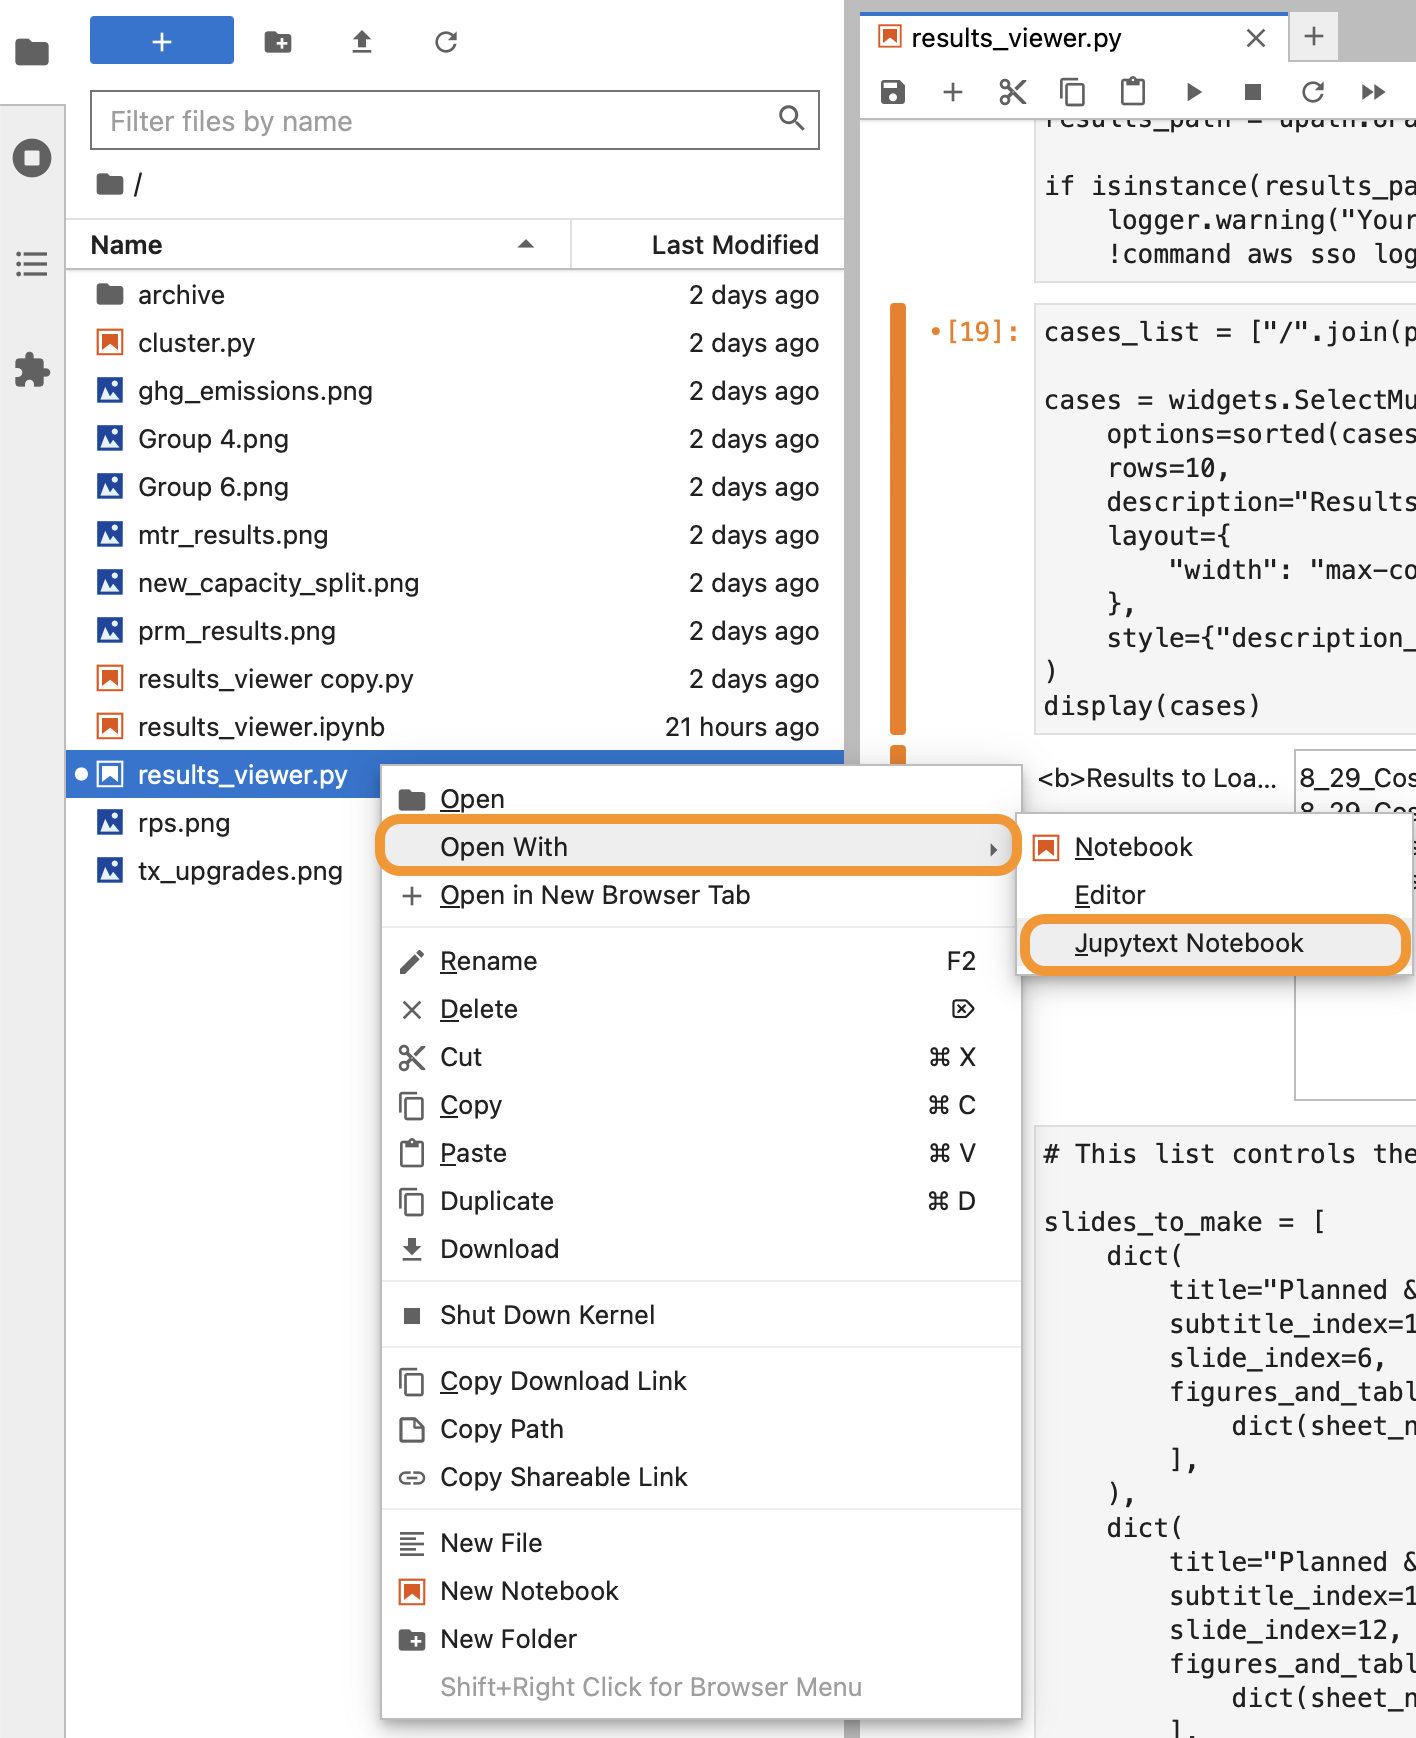 Filter files by name
/
Name
Last Modified
archive 2 days ago
cluster.py 2 days ago
ghg_emissions.png 2 days ago
Group 4.png 2 days ago
Group 6.png 2 days ago
mtr_results.png 2 days ago
new_capacity_split.png 2 days ago
prm_results.png 2 days ago
results_viewer copy.py 2 days ago
results_viewer.ipynb 21 hours ago
results_viewer.py
rps.png
tx_upgrades.png
Open
Open With
Open in New Browser Tab
Rename F2
Delete
Cut ⌘ X
Copy ⌘ C
Paste ⌘ V
Duplicate ⌘ D
Download
Shut Down Kernel
Copy Download Link
Copy Path
Copy Shareable Link
New File
New Notebook
New Folder
Shift+Right Click for Browser Menu
Notebook
Editor
Jupytext Notebook
results_viewer.py
results_path =
if isinstance(results_pa
logger.warning("Your
!command aws sso log
[19]:
cases_list = ["/".join(p
cases = widgets.SelectMu
options=sorted(cases
rows=10,
description="Results
layout={
"width": "max-co
},
style={"description_
)
display(cases)
<b>Results to Loa...
8_29_Cos
8_29_Cos
# This list controls the
slides_to_make = [
dict(
title="Planned &
subtitle_index=1
slide_index=6,
figures_and_tabl
dict(sheet_n
],
),
dict(
title="Planned &
subtitle_index=1
slide_index=12,
figures_and_tabl
dict(sheet_n
],